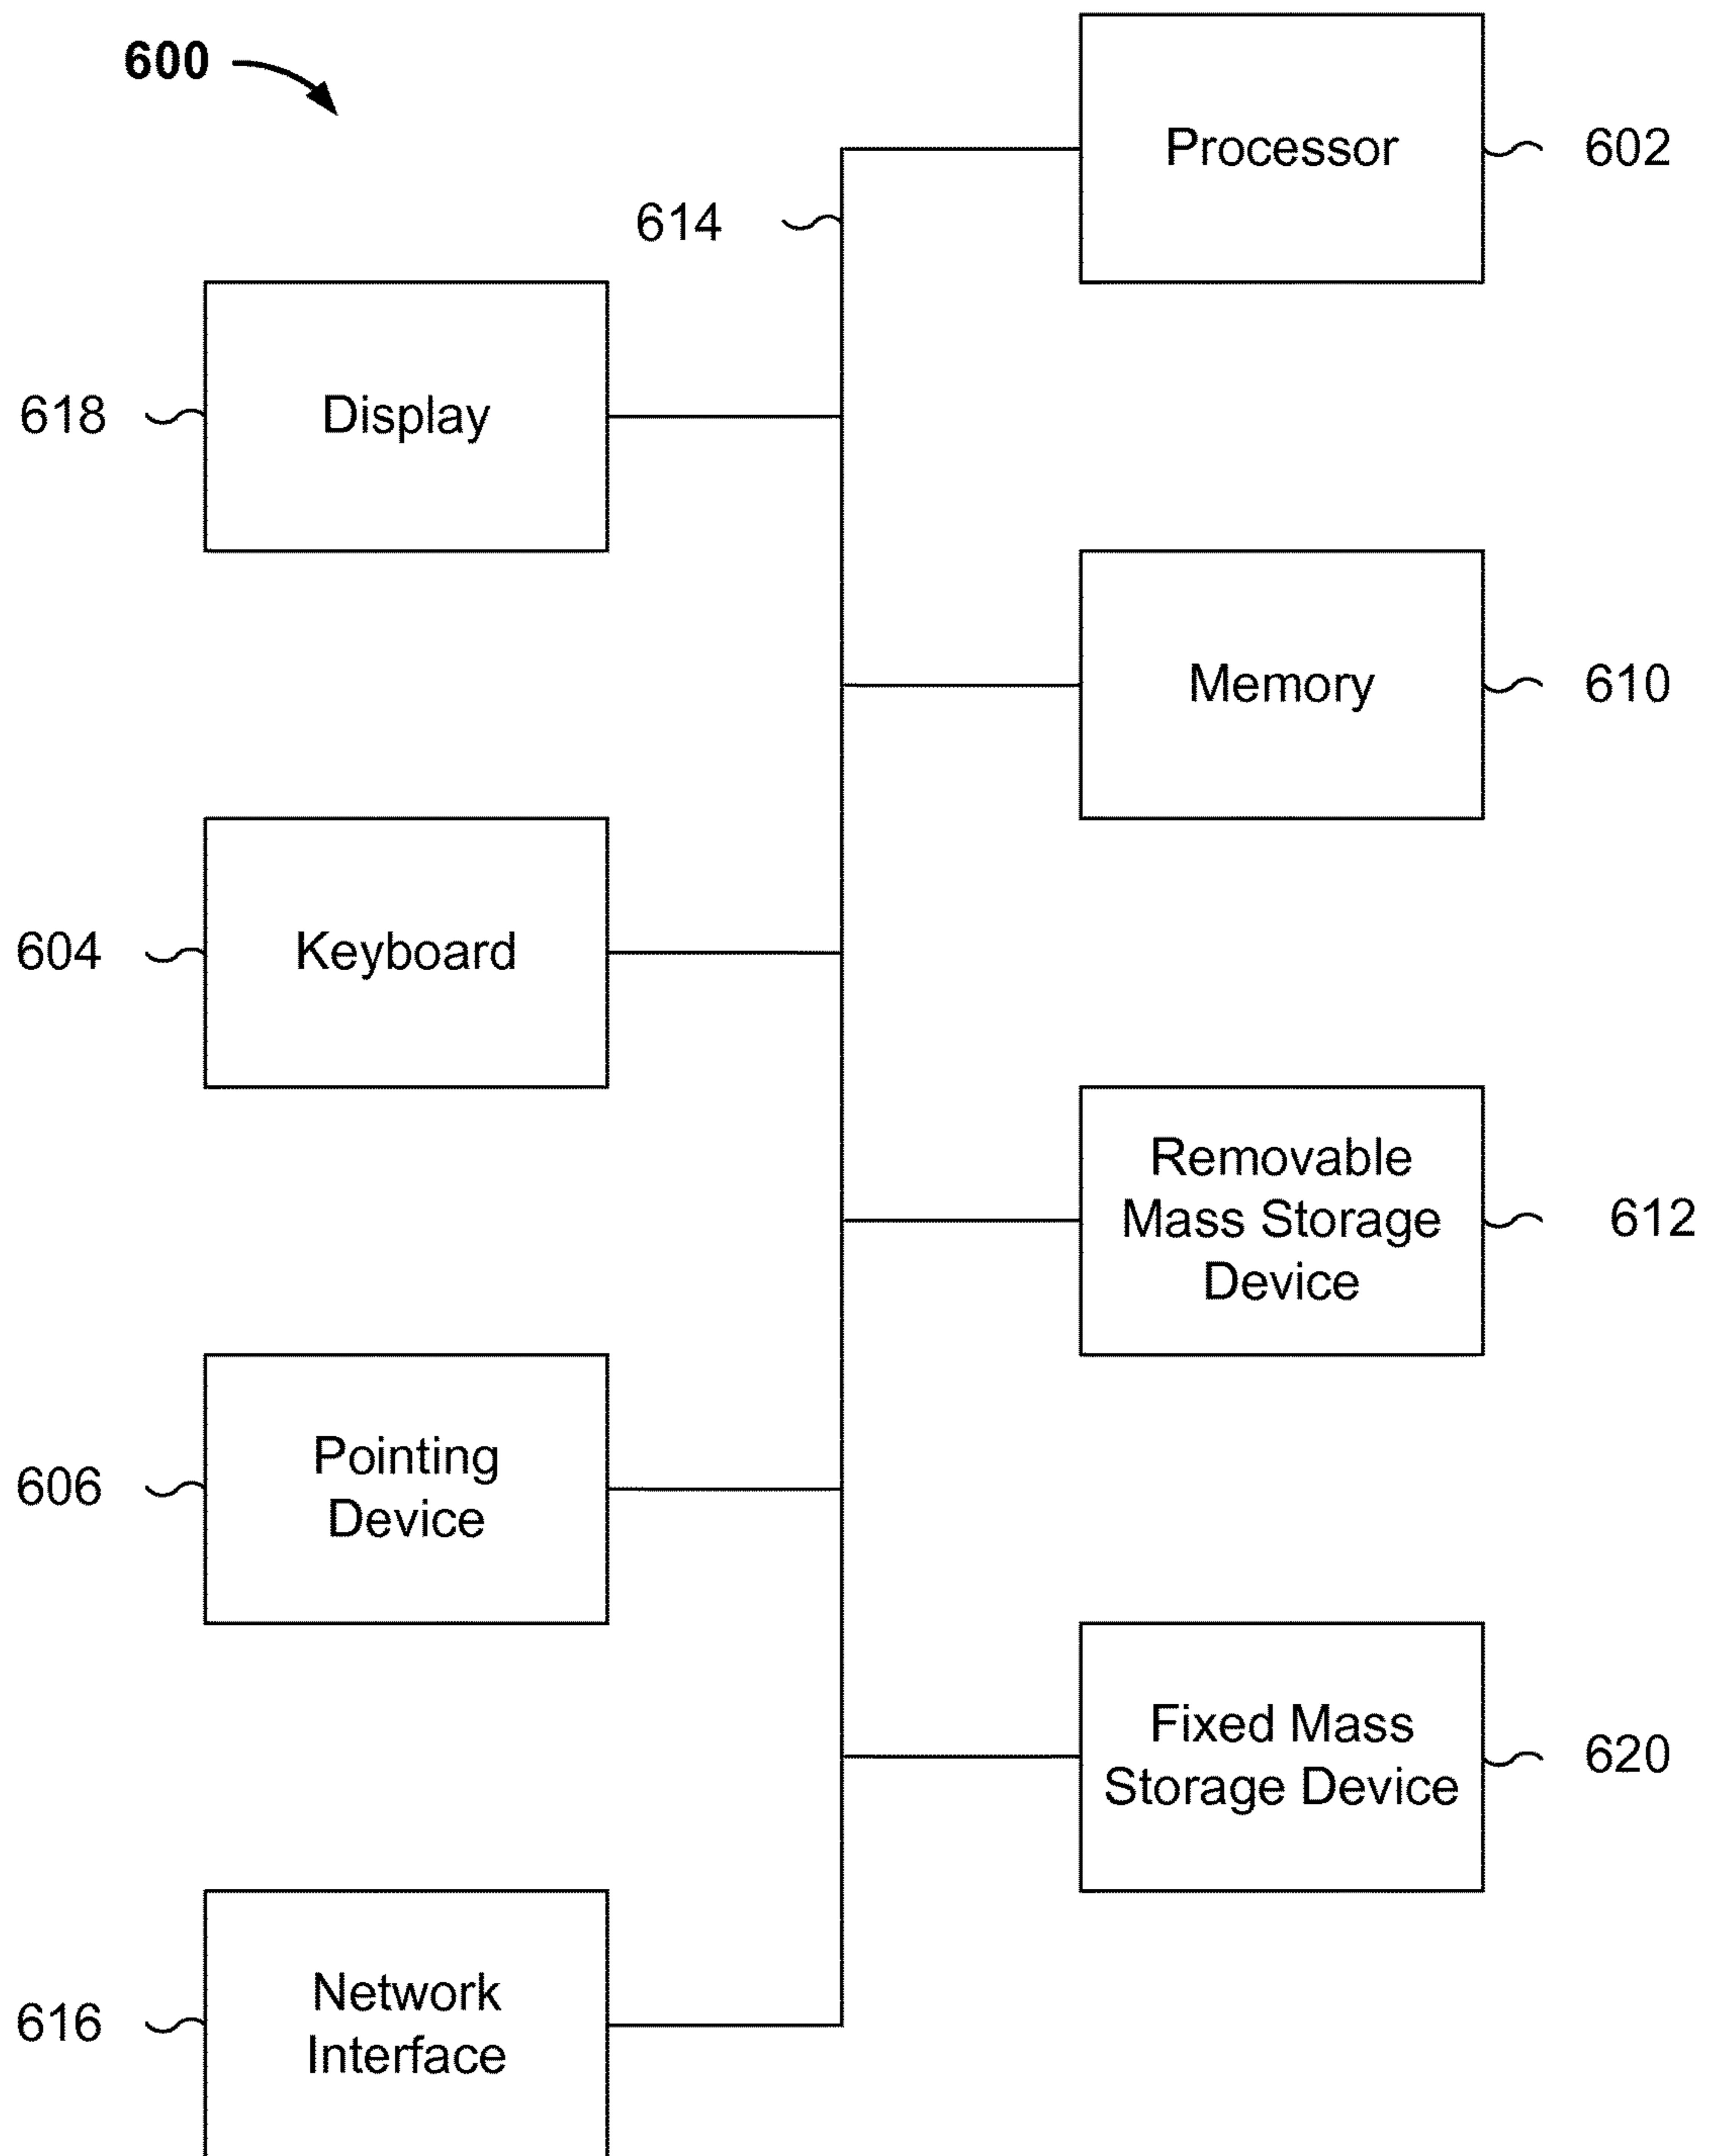 600
Processor
602
614
618
Display
Memory
610
604
Keyboard
Removable
Mass Storage
Device
612
606
Pointing
Device
Fixed Mass
Storage Device
620
616
Network
Interface